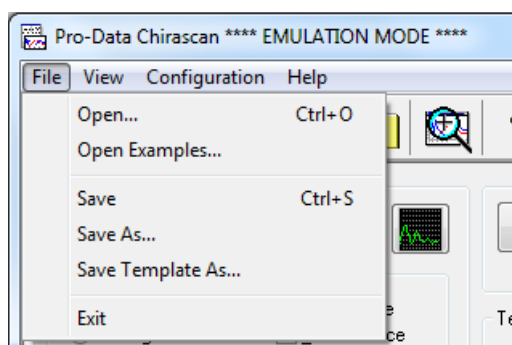 Pro-Data Chirascan **** EMULATION MODE ****
File View Configuration Help
Open... Ctrl+O
Open Examples...
Save Ctrl+S
Save As...
Save Template As...
Exit